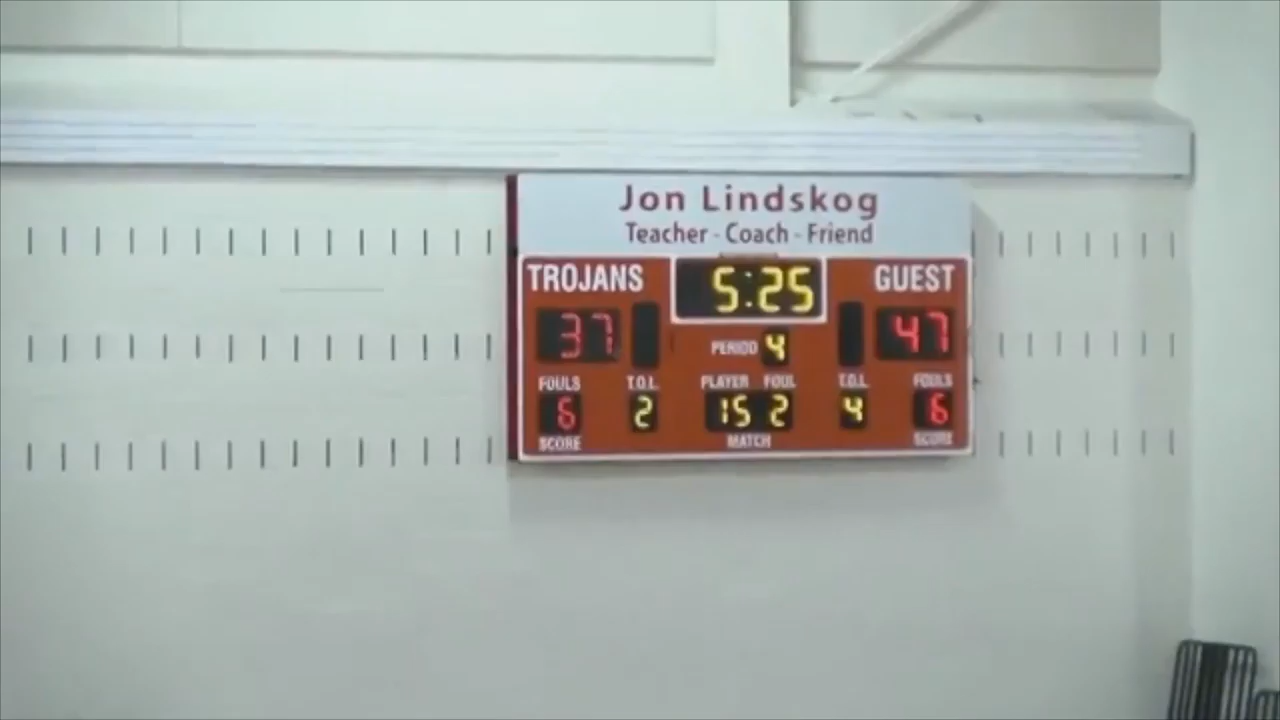 Jon Lindskog
Teacher - Coach - Friend
TROJANS 5:25 GUEST
37 PERIOD 4 47
FOULS T.O.L. PLAYER FOUL T.O.L. FOULS
6 2 15 2 4 6
SCORE MATCH SCORE